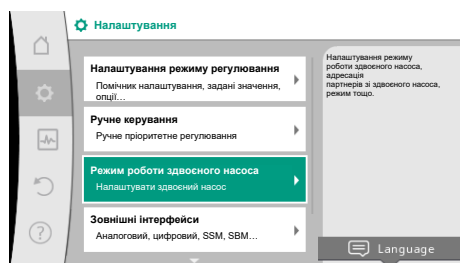 Налаштування
Налаштування режиму регулювання
Помічник налаштування, задані значення,
опції…
Ручне керування
Ручне пріоритетне регулювання
Режим роботи здвоєного насоса
Налаштувати здвоєний насос
Зовнішні інтерфейси
Аналоговий, цифровий, SSM, SBM…
Налаштування режиму
роботи здвоєного насоса,
адресація
партнерів зі здвоєного насоса,
режим тощо.
Language